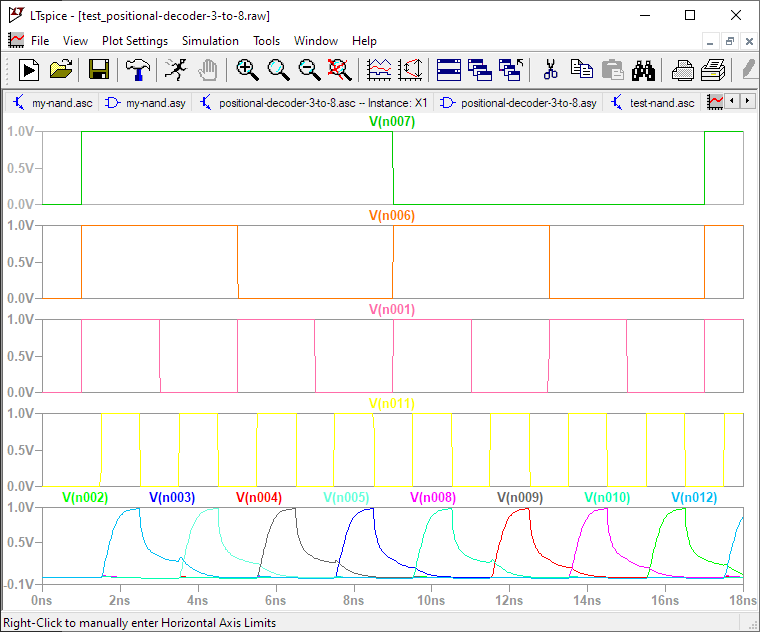 LTspice - [test_positional-decoder-3-to-8.raw]
File View Plot Settings Simulation Tools Window Help
my-nand.asc my-nand.asy positional-decoder-3-to-8.asc -- Instance: X1 positional-decoder-3-to-8.asy test-nand.asc
V(n007)
1.0V
0.5V
0.0V
V(n006)
1.0V
0.5V
0.0V
V(n001)
1.0V
0.5V
0.0V
V(n011)
1.0V
0.5V
0.0V
V(n002) V(n003) V(n004) V(n005) V(n008) V(n009) V(n010) V(n012)
1.0V
0.5V
-0.1V
0ns 2ns 4ns 6ns 8ns 10ns 12ns 14ns 16ns 18ns
Right-Click to manually enter Horizontal Axis Limits